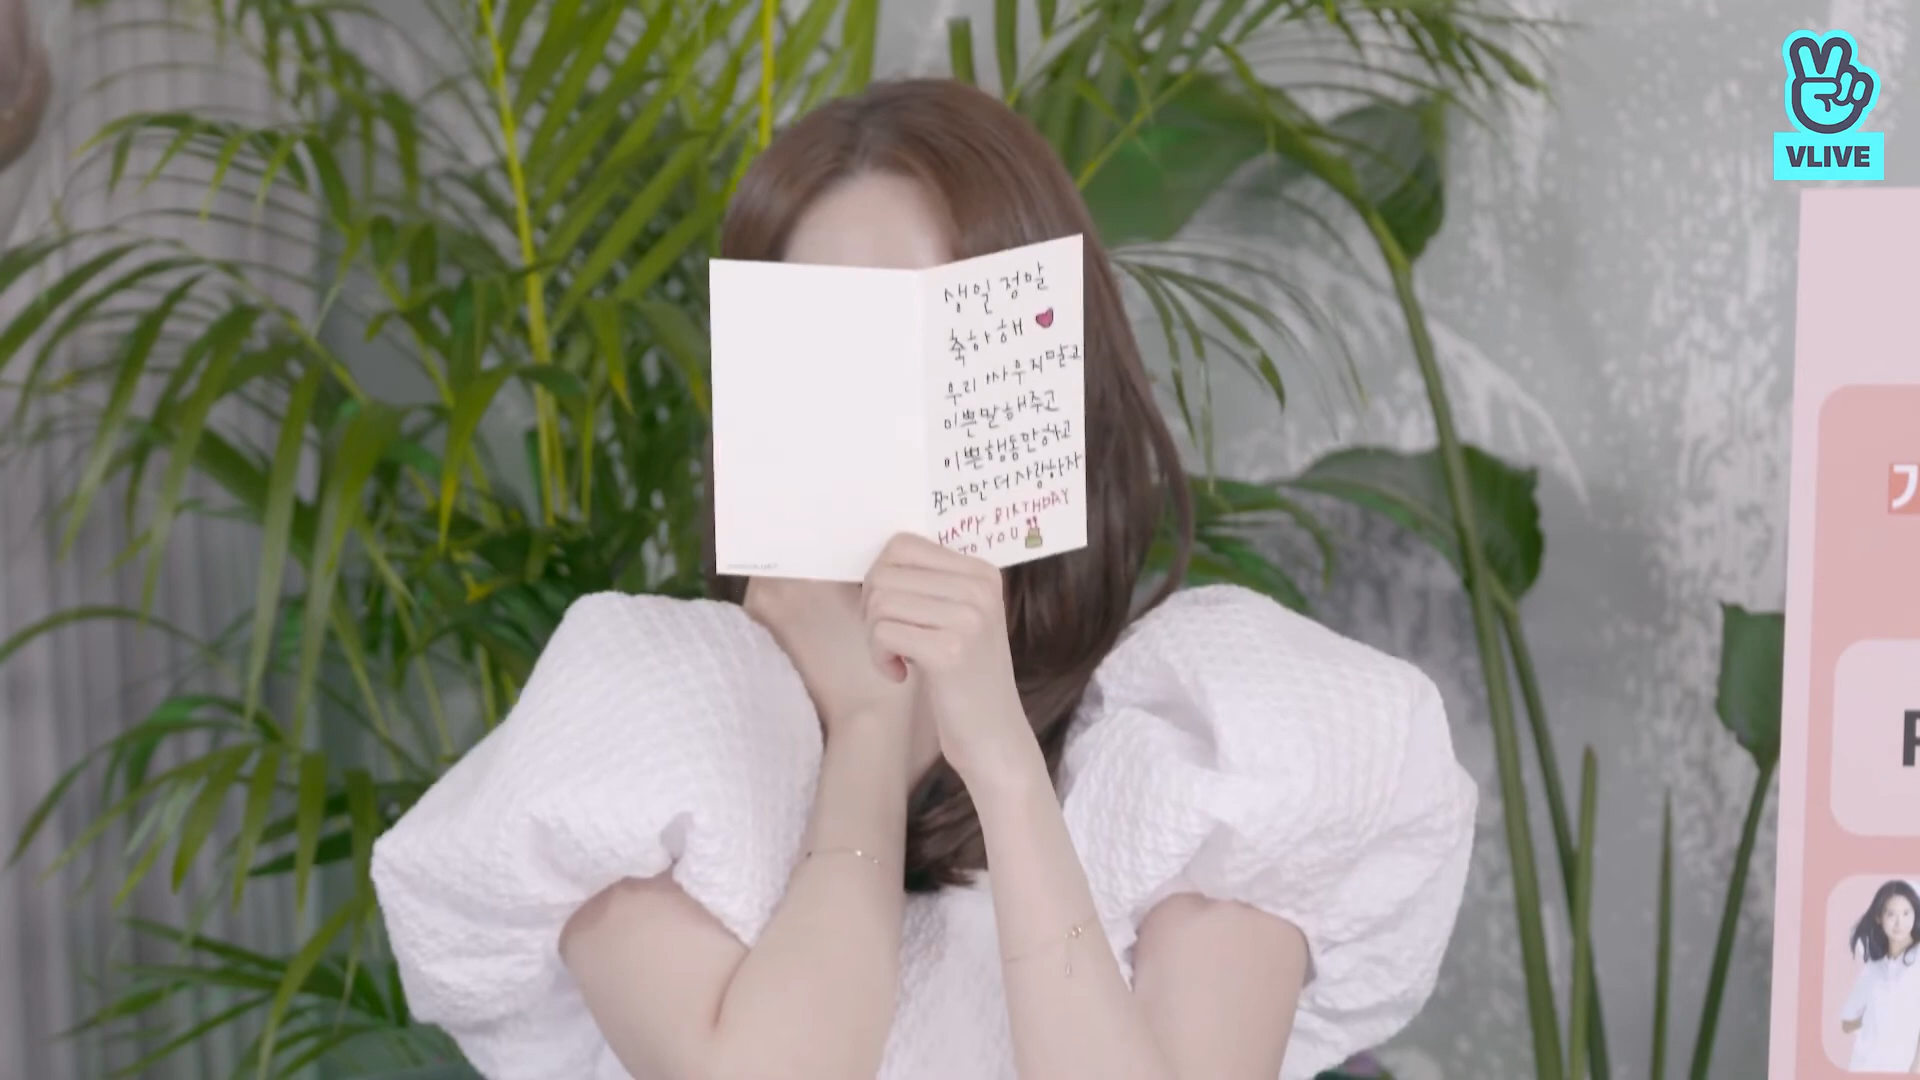 VLIVE
생일 정말
축하해
우리 싸우지말고
이쁜말해주고
이쁜행동만하고
쬐금만 더 사랑하자
HAPPY BIRTHDAY
TO YOU